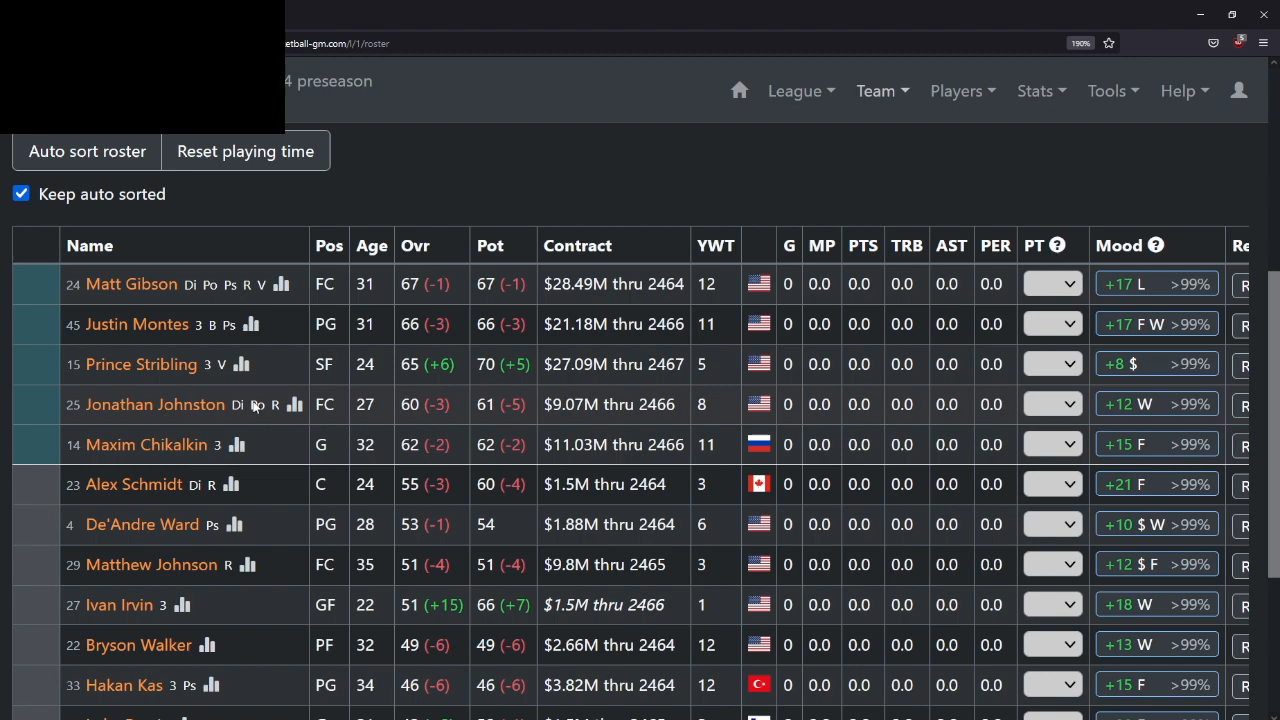 etball-gm.com/l/1/roster 190% 5
4 preseason
League Team Players Stats Tools Help
Auto sort roster Reset playing time
Keep auto sorted
Name Pos Age Ovr Pot Contract YWT G MP PTS TRB AST PER PT ? Mood ? Re
24 Matt Gibson Di Po Ps R V FC 31 67 (-1) 67 (-1) $28.49M thru 2464 12 0 0.0 0.0 0.0 0.0 0.0 +17 L >99% R
45 Justin Montes 3 B Ps PG 31 66 (-3) 66 (-3) $21.18M thru 2466 11 0 0.0 0.0 0.0 0.0 0.0 +17 F W >99% R
15 Prince Stribling 3 V SF 24 65 (+6) 70 (+5) $27.09M thru 2467 5 0 0.0 0.0 0.0 0.0 0.0 +8 $ >99% R
25 Jonathan Johnston Di Po R FC 27 60 (-3) 61 (-5) $9.07M thru 2466 8 0 0.0 0.0 0.0 0.0 0.0 +12 W >99% R
14 Maxim Chikalkin 3 G 32 62 (-2) 62 (-2) $11.03M thru 2466 11 0 0.0 0.0 0.0 0.0 0.0 +15 F >99% R
23 Alex Schmidt Di R C 24 55 (-3) 60 (-4) $1.5M thru 2464 3 0 0.0 0.0 0.0 0.0 0.0 +21 F >99% R
4 De'Andre Ward Ps PG 28 53 (-1) 54 $1.88M thru 2464 6 0 0.0 0.0 0.0 0.0 0.0 +10 $ W >99% R
29 Matthew Johnson R FC 35 51 (-4) 51 (-4) $9.8M thru 2465 3 0 0.0 0.0 0.0 0.0 0.0 +12 $ F >99% R
27 Ivan Irvin 3 GF 22 51 (+15) 66 (+7) $1.5M thru 2466 1 0 0.0 0.0 0.0 0.0 0.0 +18 W >99% R
22 Bryson Walker PF 32 49 (-6) 49 (-6) $2.66M thru 2464 12 0 0.0 0.0 0.0 0.0 0.0 +13 W >99% R
33 Hakan Kas 3 Ps PG 34 46 (-6) 46 (-6) $3.82M thru 2464 12 0 0.0 0.0 0.0 0.0 0.0 +15 F >99% R